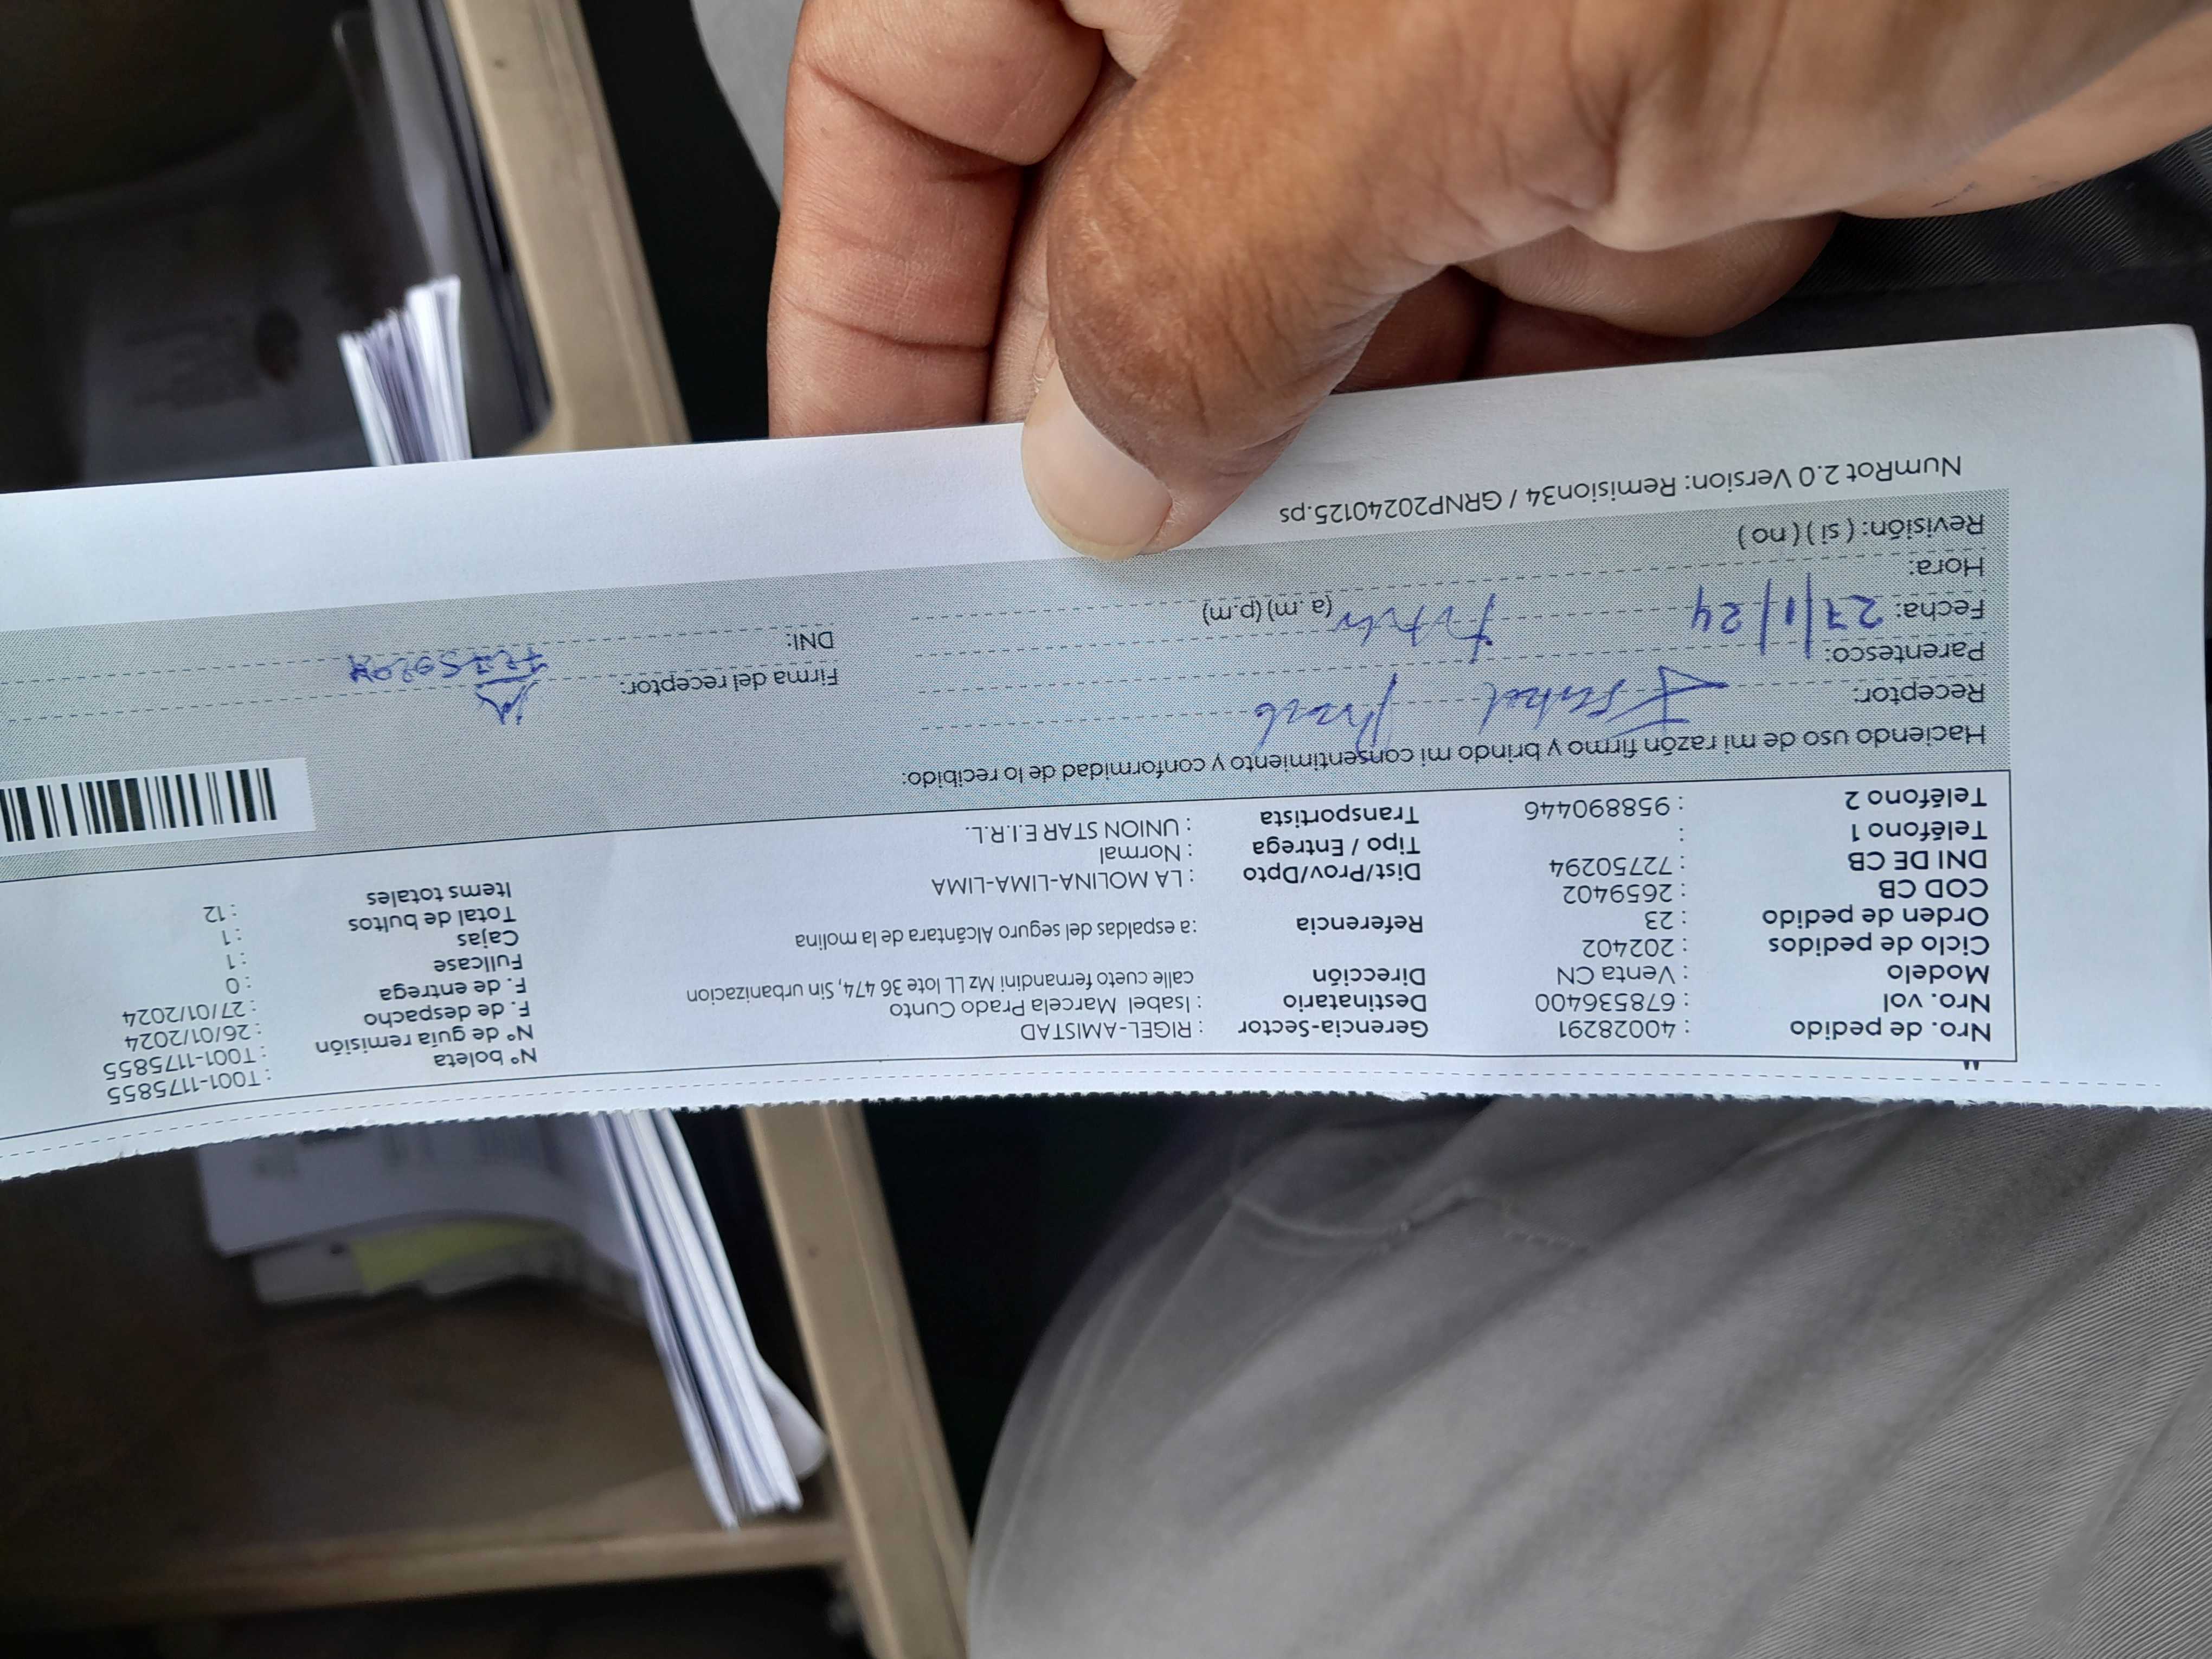 Nro. de pedido : 40028291 Gerencia-Sector : RIGEL-AMISTAD Nº boleta : T001-1175855
Nro. vol : 678536400 Destinatario : Isabel Marcela Prado Cunto Nº de guía remisión : T001-1175855
Modelo : Venta CN Dirección calle cueto fernandini Mz LL lote 36 474, Sin urbanizacion F. de despacho : 26/01/2024
Ciclo de pedidos : 202402 F. de entrega : 27/01/2024
Orden de pedido : 23 Referencia : a espaldas del seguro Alcántara de la molina Fullcase : 0
COD CB : 2659402 Cajas : 1
DNI DE CB : 72750294 Dist/Prov/Dpto : LA MOLINA-LIMA-LIMA Total de bultos : 1
Teléfono 1 : Tipo / Entrega : Normal Items totales : 12
Teléfono 2 : 958890446 Transportista : UNION STAR E.I.R.L.
Haciendo uso de mi razón firmo y brindo mi consentimiento y conformidad de lo recibido:
Receptor: Isabel Prado Firma del receptor:
Parentesco: DNI:
Fecha: 27/1/24
Hora: (a. m) (p.m)
Revisión: ( si ) ( no )
NumRot 2.0 Version: Remision34 / GRNP20240125.ps